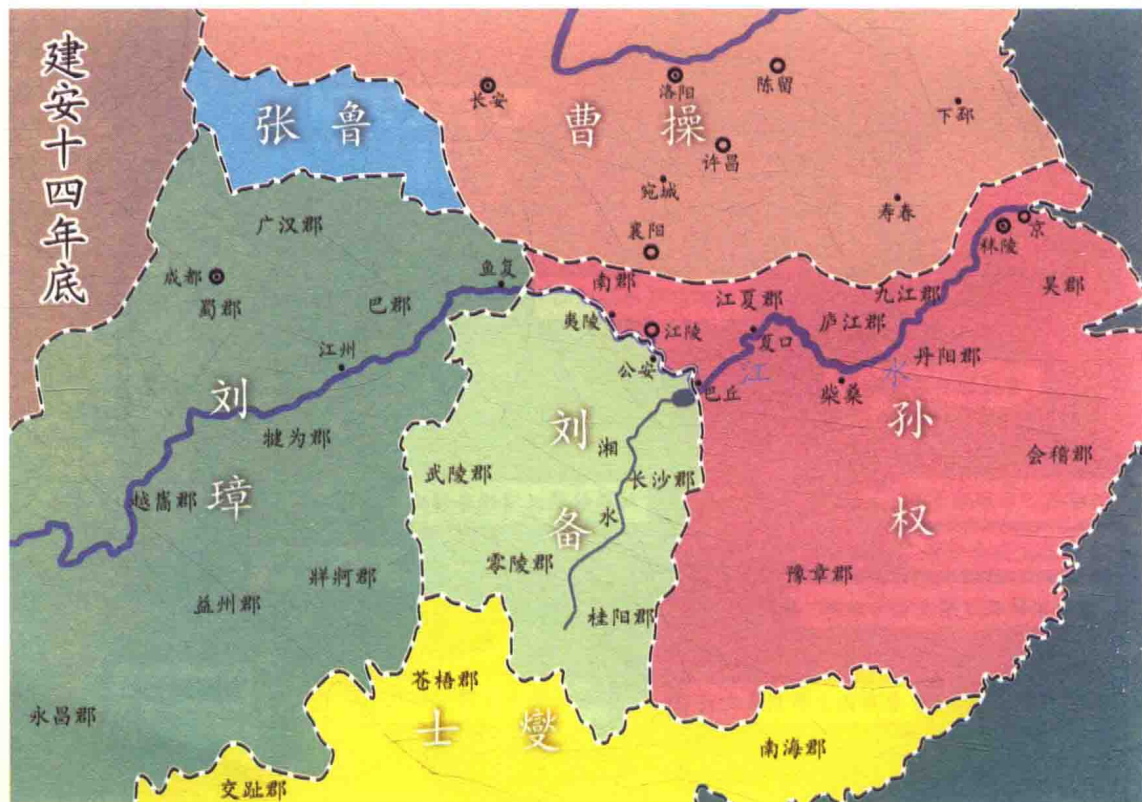 建安十四年底
张鲁
曹操
长安
洛阳
陈留
下邳
许昌
宛城
寿春
襄阳
广汉郡
成都
蜀郡
巴郡
鱼复
江州
刘璋
犍为郡
越嶲郡
牂牁郡
益州郡
永昌郡
南郡
夷陵
江陵
公安
江夏郡
夏口
巴丘
九江郡
庐江郡
秣陵
京
吴郡
丹阳郡
柴桑
江水
刘备
武陵郡
湘水
长沙郡
零陵郡
桂阳郡
孙权
会稽郡
豫章郡
苍梧郡
士燮
南海郡
交趾郡